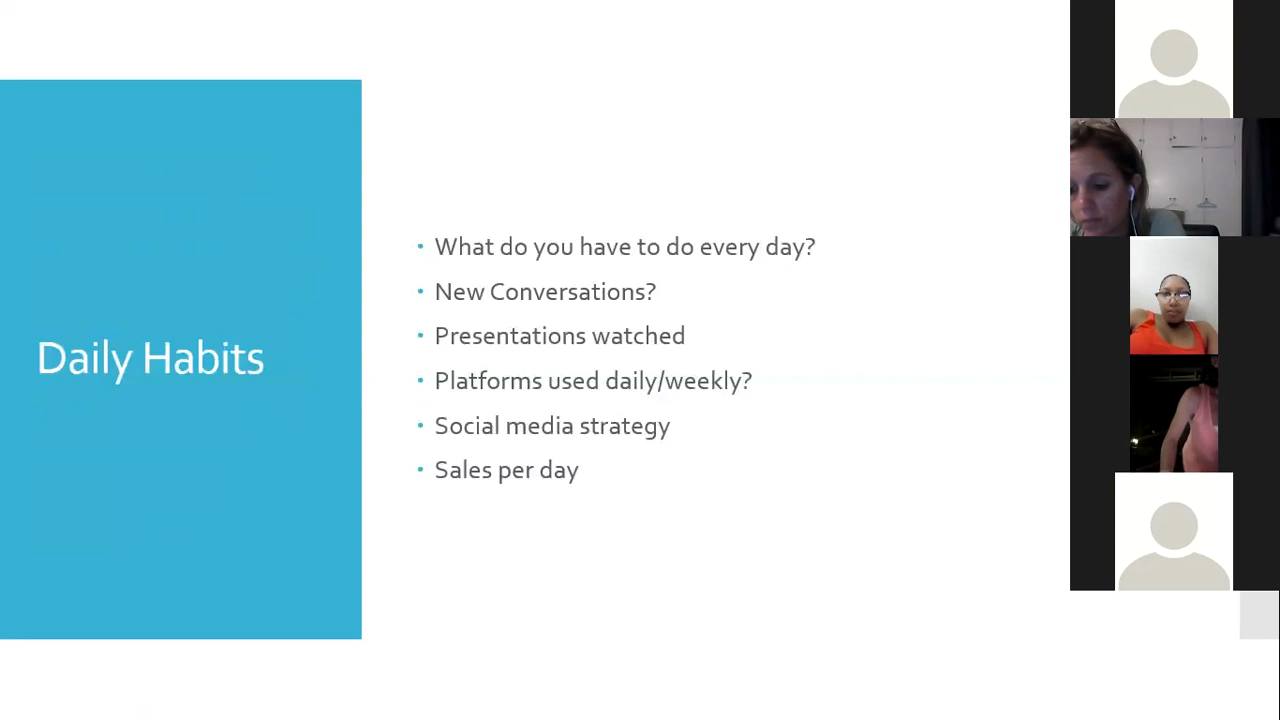 Daily Habits
What do you have to do every day?
New Conversations?
Presentations watched
Platforms used daily/weekly?
Social media strategy
Sales per day